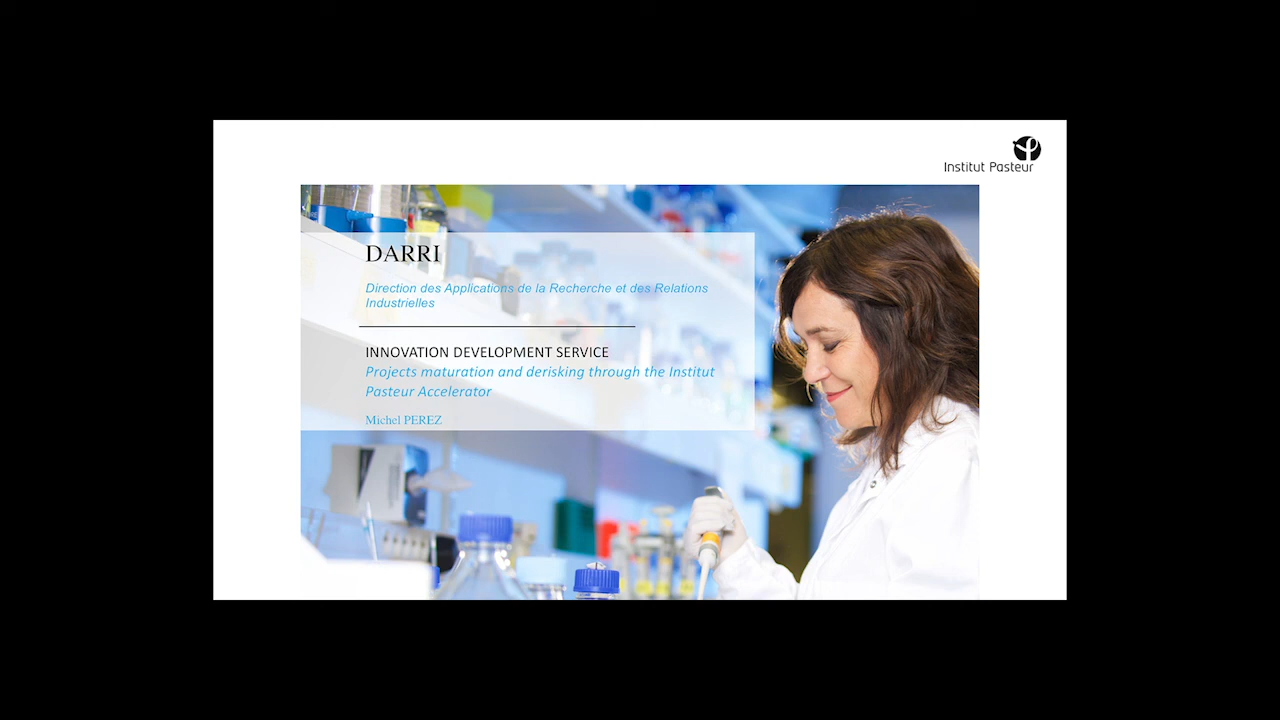 Institut Pasteur
DARRI
Direction des Applications de la Recherche et des Relations
Industrielles
INNOVATION DEVELOPMENT SERVICE
Projects maturation and derisking through the Institut
Pasteur Accelerator
Michel PEREZ